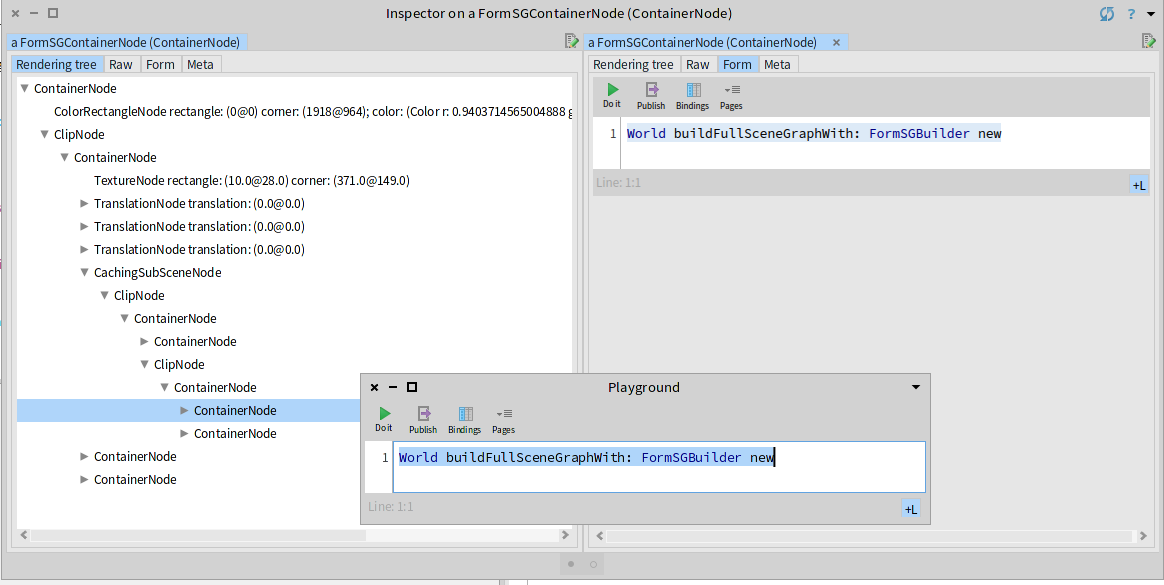 Inspector on a FormSGContainerNode (ContainerNode)
?
a FormSGContainerNode (ContainerNode)
Rendering tree Raw Form Meta
ContainerNode
ColorRectangleNode rectangle: (0@0) corner: (1918@964); color: (Color r: 0.9403714565004888 g
ClipNode
ContainerNode
TextureNode rectangle: (10.0@28.0) corner: (371.0@149.0)
TranslationNode translation: (0.0@0.0)
TranslationNode translation: (0.0@0.0)
TranslationNode translation: (0.0@0.0)
CachingSubSceneNode
ClipNode
ContainerNode
ContainerNode
ClipNode
ContainerNode
ContainerNode
ContainerNode
ContainerNode
ContainerNode
a FormSGContainerNode (ContainerNode)
Rendering tree Raw Form Meta
Do it Publish Bindings Pages
1 World buildFullSceneGraphWith: FormSGBuilder new
Line: 1:1 +L
Playground
Do it Publish Bindings Pages
1 World buildFullSceneGraphWith: FormSGBuilder new
Line: 1:1 +L